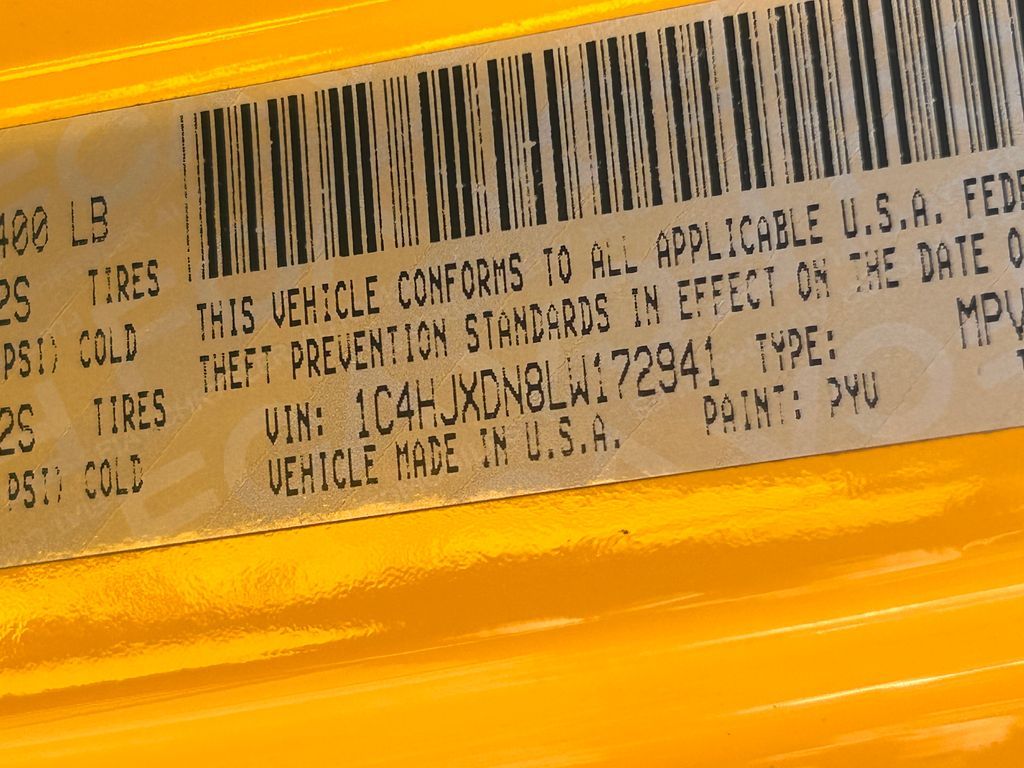 400 LB
2S TIRES
PSI) COLD
2S TIRES
PSI) COLD
THIS VEHICLE CONFORMS TO ALL APPLICABLE U.S.A. FEDE
THEFT PREVENTION STANDARDS IN EFFECT ON THE DATE O
VIN: 1C4HJXDN8LW172941 TYPE: MPV
VEHICLE MADE IN U.S.A. PAINT: PYV